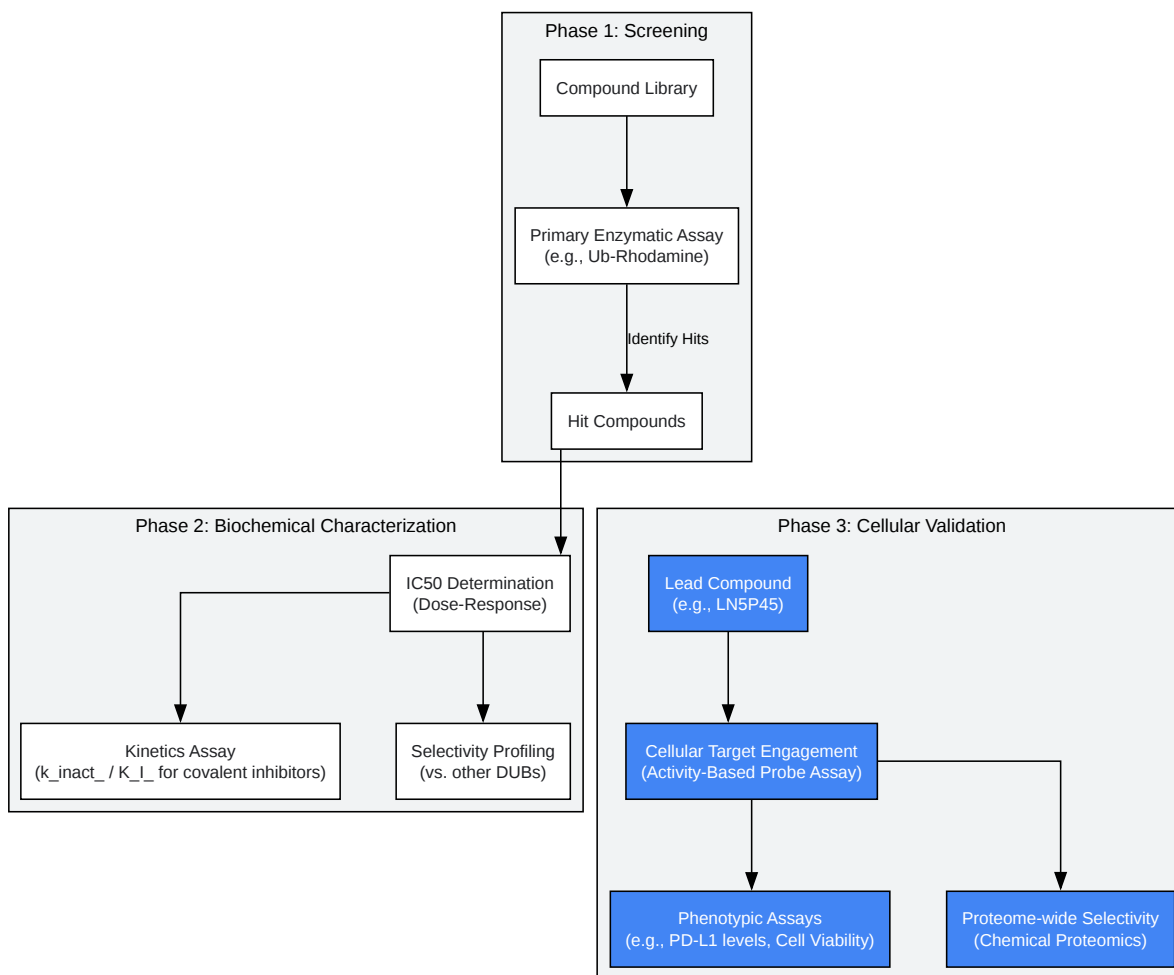 Phase 1: Screening
Compound Library
Primary Enzymatic Assay
(e.g., Ub-Rhodamine)
Identify Hits
Hit Compounds
Phase 2: Biochemical Characterization
IC50 Determination
(Dose-Response)
Kinetics Assay
(k_inact_ / K_I_ for covalent inhibitors)
Selectivity Profiling
(vs. other DUBs)
Phase 3: Cellular Validation
Lead Compound
(e.g., LN5P45)
Cellular Target Engagement
(Activity-Based Probe Assay)
Phenotypic Assays
(e.g., PD-L1 levels, Cell Viability)
Proteome-wide Selectivity
(Chemical Proteomics)